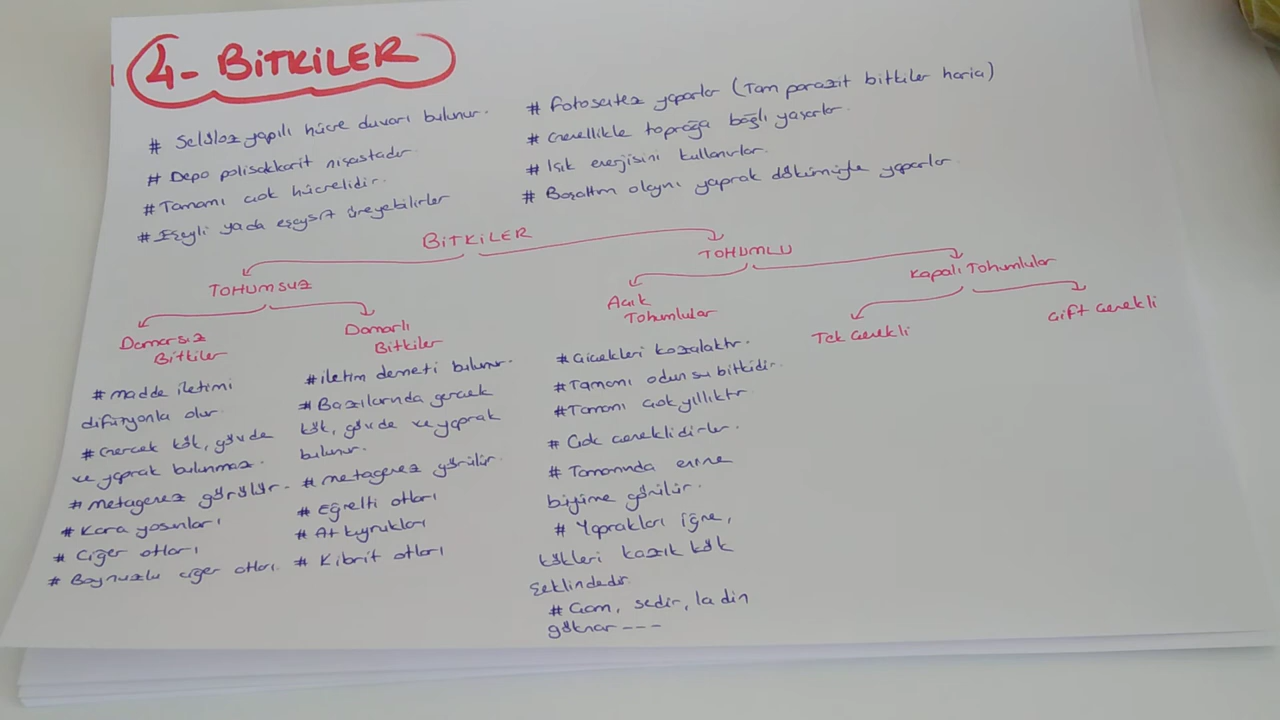 4- BİTKİLER
# Selüloz yapılı hücre duvarı bulunur.
# Depo polisakkarit nişastadır.
# Tamamı çok hücrelidir.
# Eşeyli yada eşeysiz üreyebilirler
# Fotosentez yaparlar (Tam parazit bitkiler hariç)
# Genellikle toprağa bağlı yaşarlar.
# Işık enerjisini kullanırlar.
# Boşaltım olayını yaprak dökümüyle yaparlar
BİTKİLER
TOHUMSUZ
TOHUMLU
Damarsız
Bitkiler
# madde iletimi
difüzyonla olur.
# Gerçek kök, gövde
ve yaprak bulunmaz.
# metagenez görülür.
# Kara yosunları
# Ciğer otları
# Boynuzlu ciğer otları.
Damarlı
Bitkiler
# iletim demeti bulunur.
# Bazılarında gerçek
kök, gövde ve yaprak
bulunur.
# metagenez görülür.
# Eğrelti otları
# At kuyrukları
# Kibrit otları
Açık
Tohumlular
# Çiçekleri kozalaktır.
# Tamamı odunsu bitkidir.
# Tamamı çok yıllıktır
# Çok çeneklidirler.
# Tamamında enine
büyüme görülür.
# Yaprakları iğne,
kökleri kazık kök
şeklindedir.
# Çam, sedir, ladin
göknar ---
Kapalı Tohumlular
Tek Çenekli
Çift Çenekli